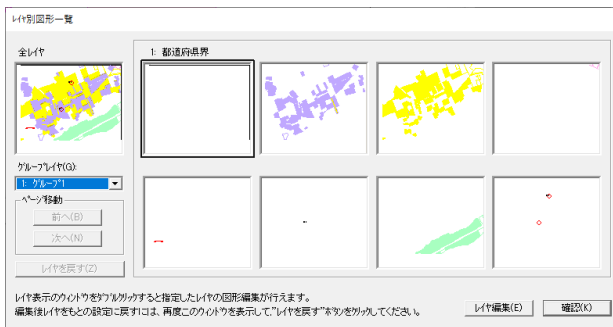 ﾚｲﾔ別図形一覧
全ﾚｲﾔ
1: 都道府県界
ｸﾞﾙｰﾌﾟﾚｲﾔ(G):
1: ｸﾞﾙｰﾌﾟ1
ﾍﾟｰｼﾞ移動
前へ(B)
次へ(N)
ﾚｲﾔを戻す(Z)
ﾚｲﾔ表示のｳｨﾝﾄﾞｳをﾀﾞﾌﾞﾙｸﾘｯｸすると指定したﾚｲﾔの図形編集が行えます。
編集後ﾚｲﾔをもとの設定に戻すには、再度このｳｨﾝﾄﾞｳを表示して、"ﾚｲﾔを戻す"ﾎﾞﾀﾝをｸﾘｯｸしてください。
ﾚｲﾔ編集(E)
確認(K)